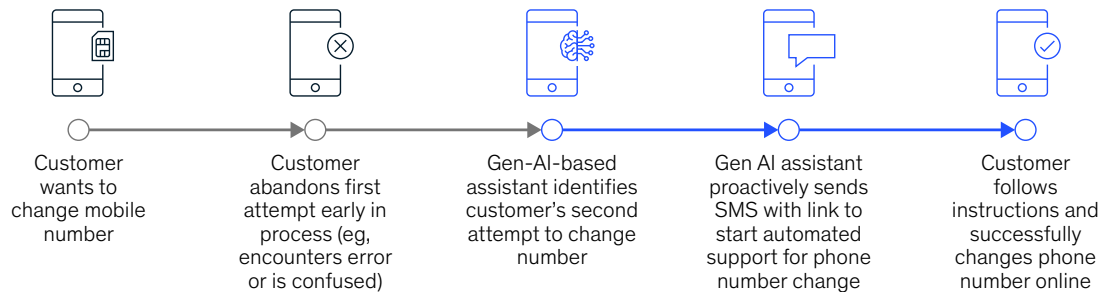 Customer
wants to
change mobile
number
Customer
abandons first
attempt early in
process (eg,
encounters error
or is confused)
Gen-AI-based
assistant identifies
customer’s second
attempt to change
number
Gen AI assistant
proactively sends
SMS with link to
start automated
support for phone
number change
Customer
follows
instructions and
successfully
changes phone
number online